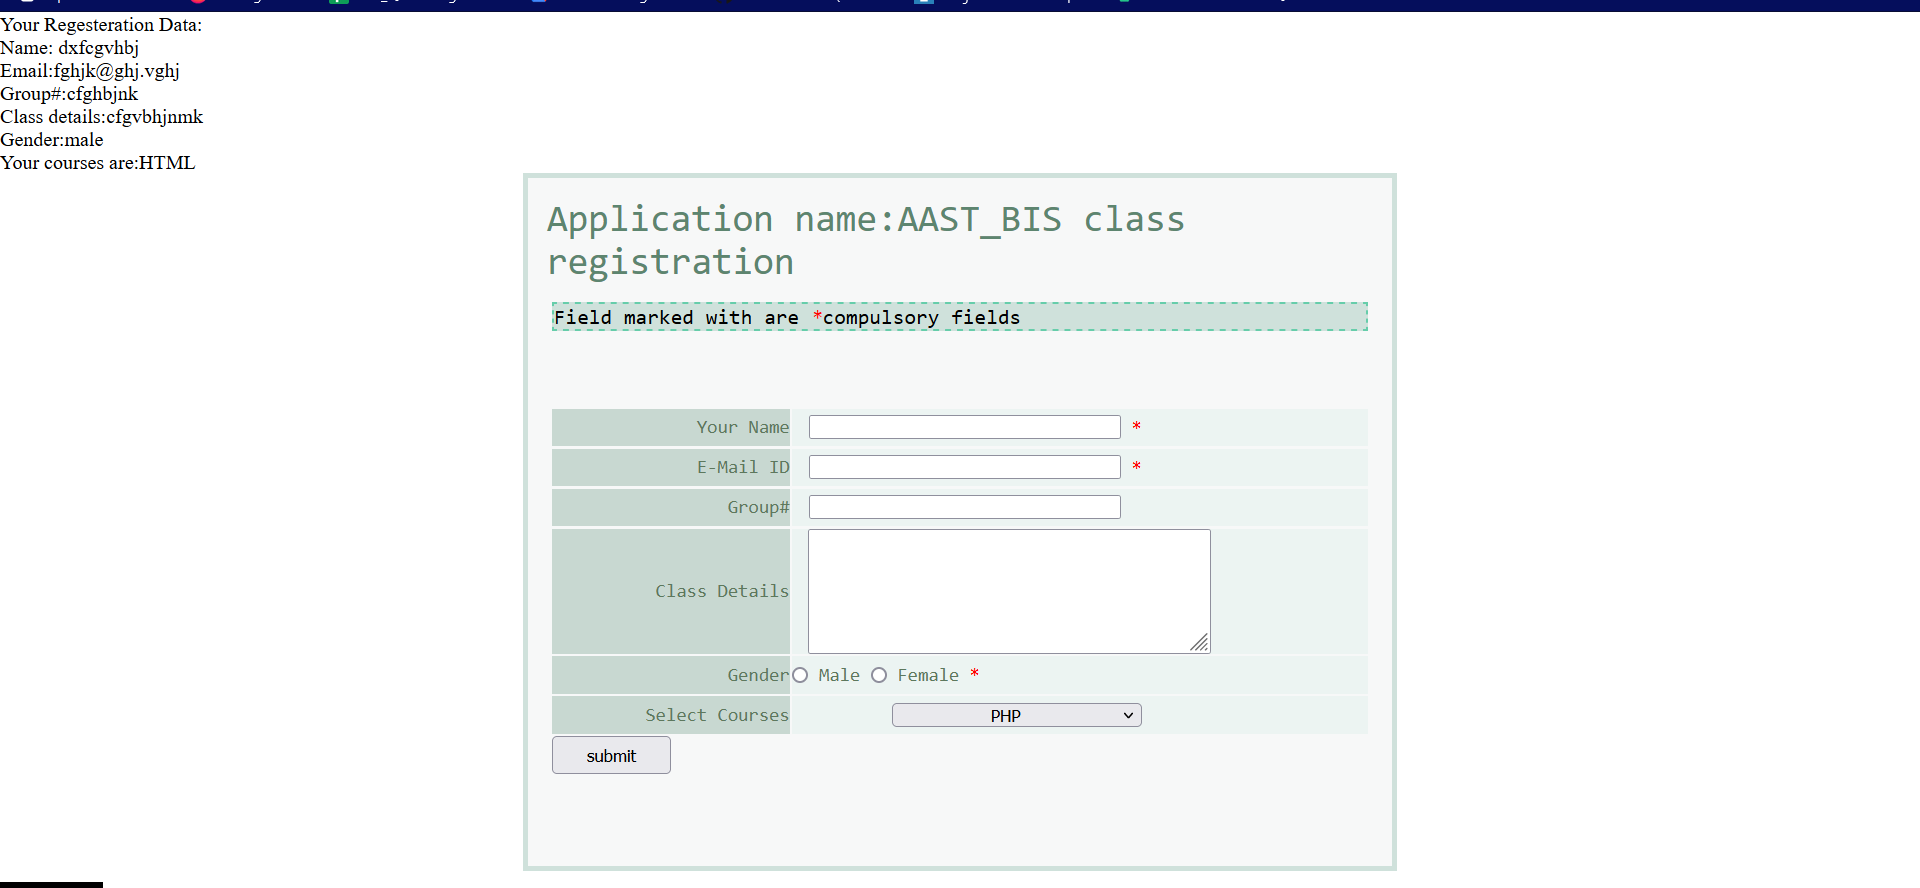 Your Regesteration Data:
Name: dxfcgvhbj
Email:fghjk@ghj.vghj
Group#:cfghbjnk
Class details:cfgvbhjnmk
Gender:male
Your courses are:HTML
Application name:AAST_BIS class
registration
Field marked with are *compulsory fields
Your Name *
E-Mail ID *
Group#
Class Details
Gender Male Female *
Select Courses PHP
submit